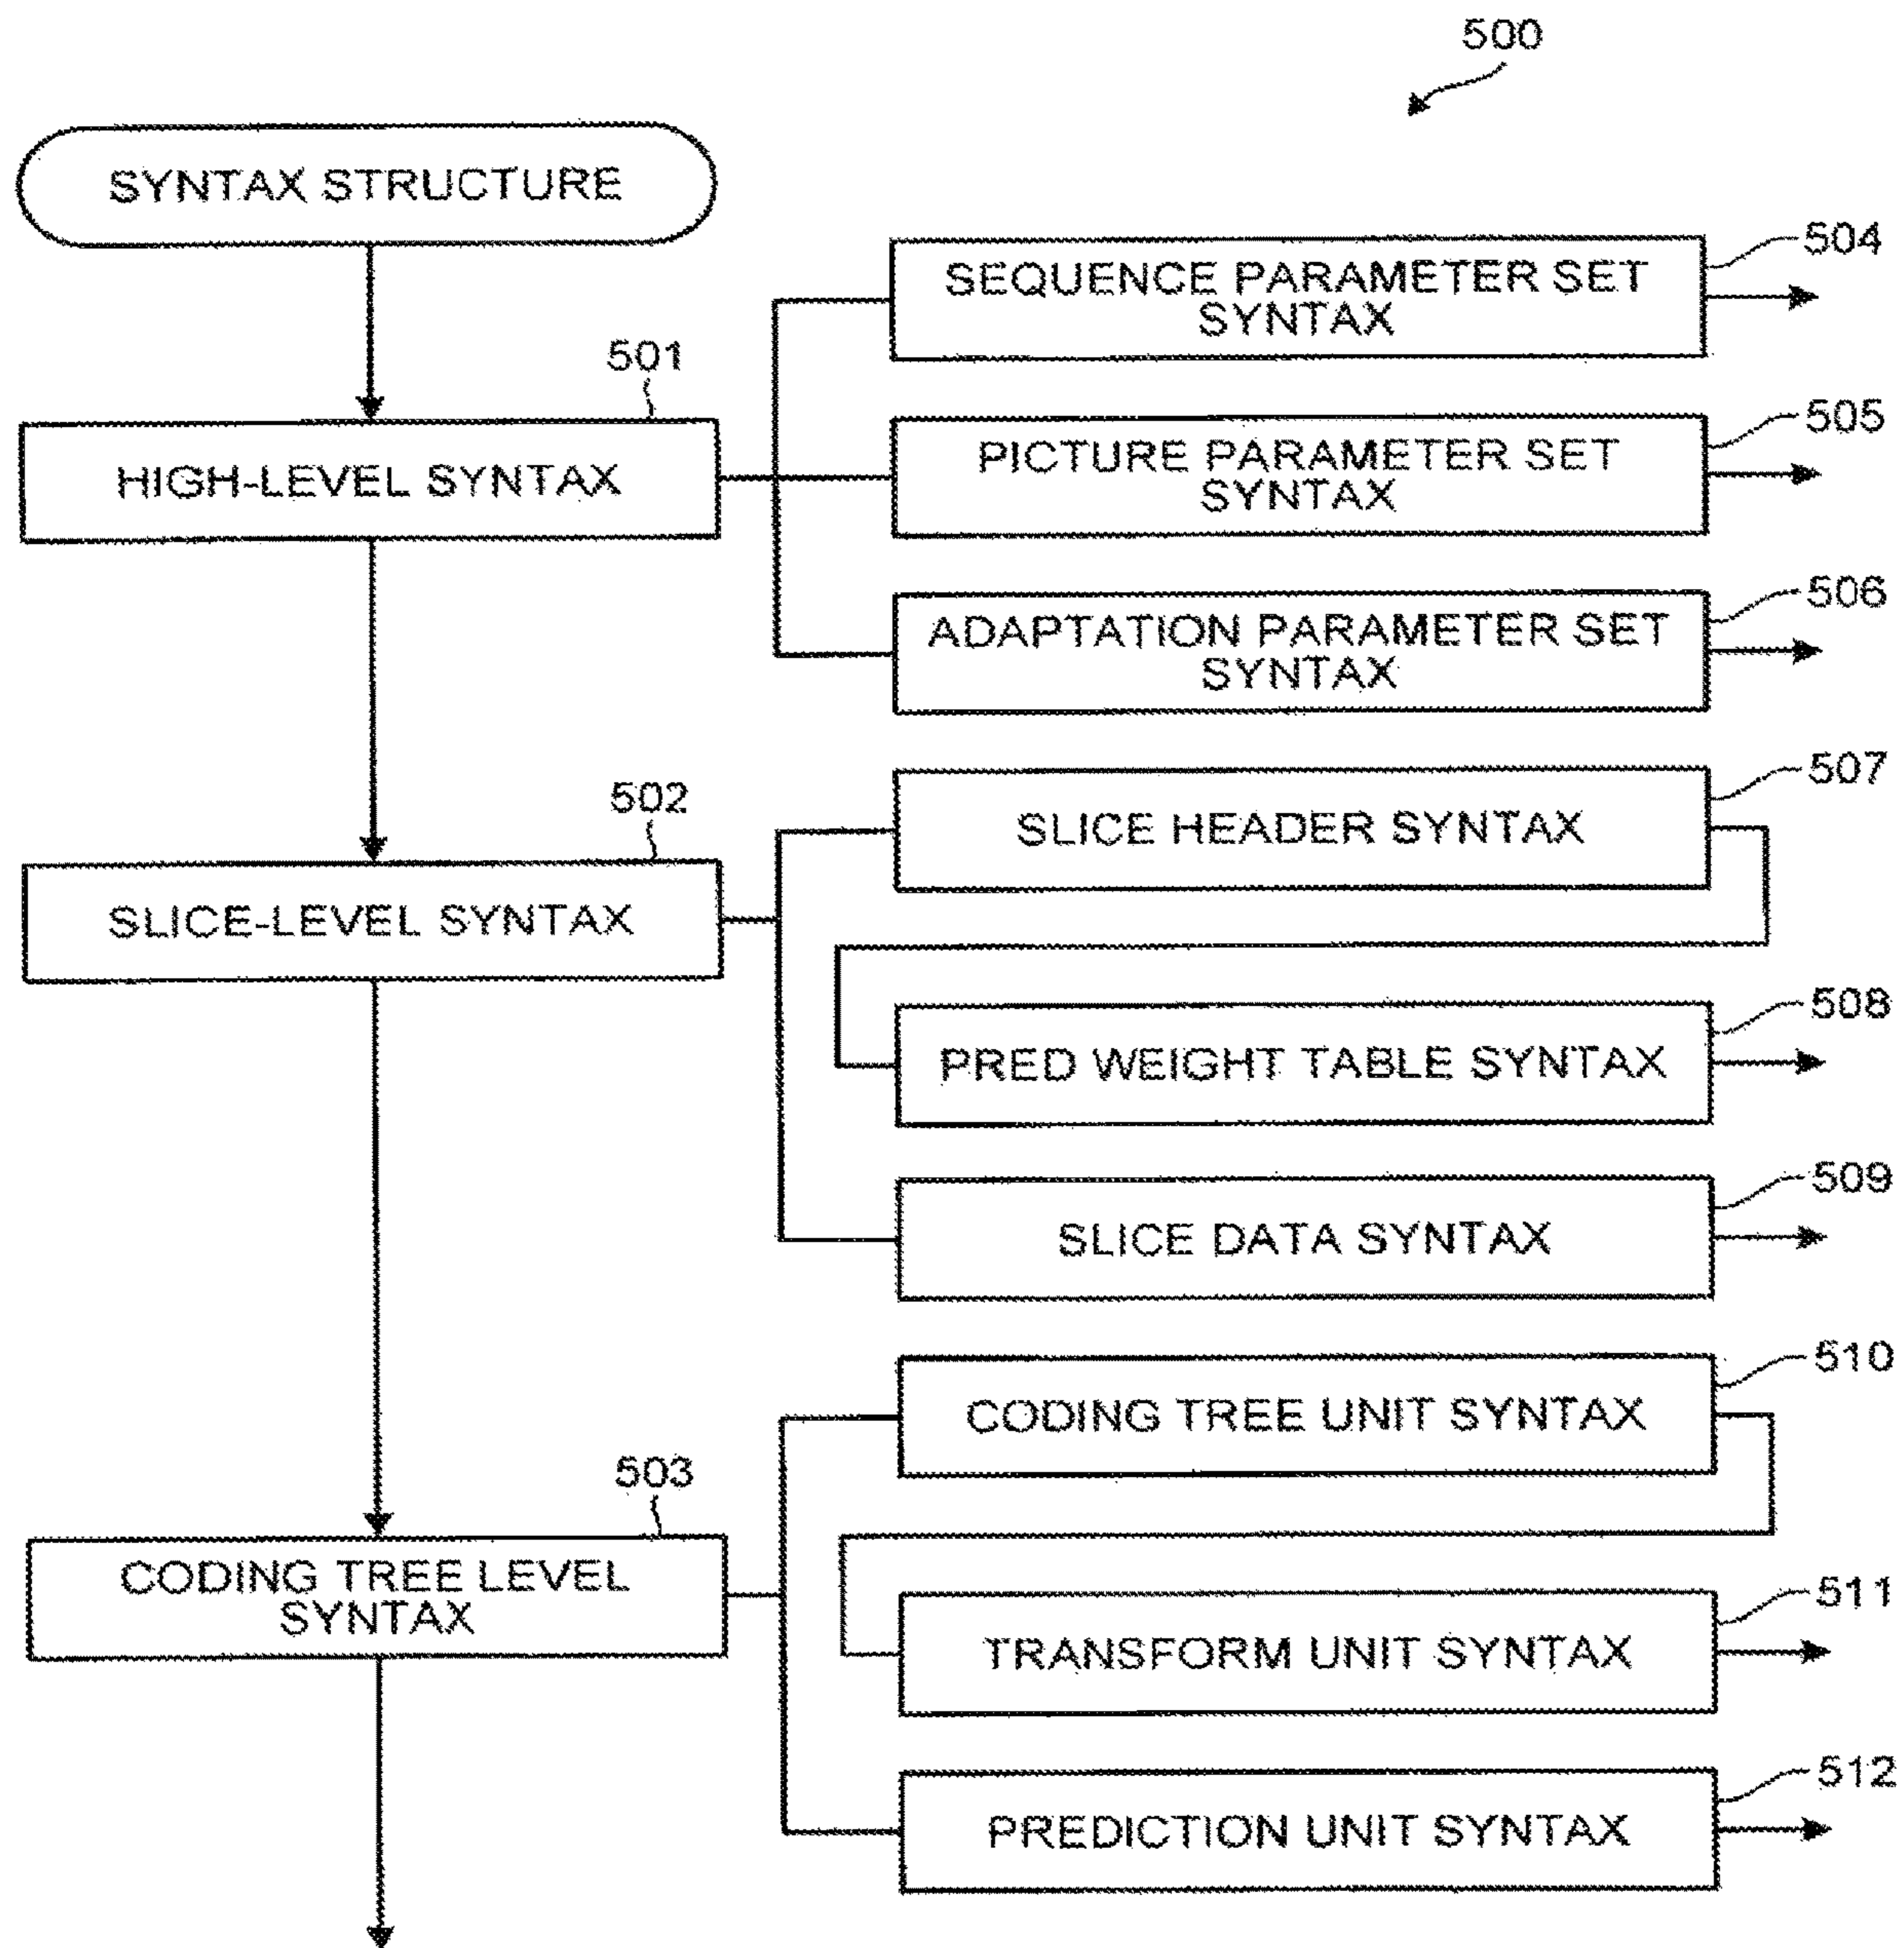 500
SYNTAX STRUCTURE
501
HIGH-LEVEL SYNTAX
504
SEQUENCE PARAMETER SET
SYNTAX
505
PICTURE PARAMETER SET
SYNTAX
506
ADAPTATION PARAMETER SET
SYNTAX
502
SLICE-LEVEL SYNTAX
507
SLICE HEADER SYNTAX
508
PRED WEIGHT TABLE SYNTAX
509
SLICE DATA SYNTAX
503
CODING TREE LEVEL
SYNTAX
510
CODING TREE UNIT SYNTAX
511
TRANSFORM UNIT SYNTAX
512
PREDICTION UNIT SYNTAX